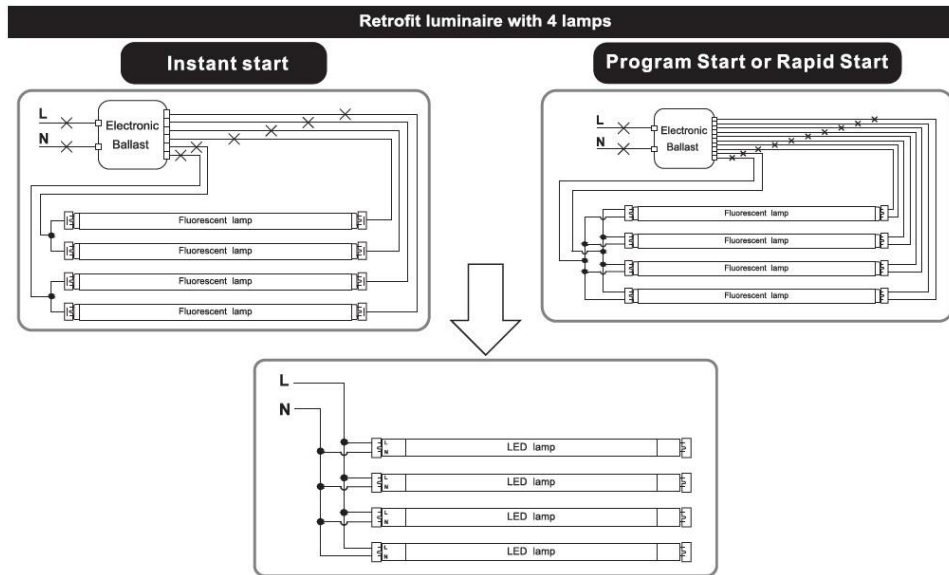 Retrofit luminaire with 4 lamps
Instant start
Program Start or Rapid Start
L
N
Electronic
Ballast
Fluorescent lamp
Fluorescent lamp
Fluorescent lamp
Fluorescent lamp
L
N
Electronic
Ballast
Fluorescent lamp
Fluorescent lamp
Fluorescent lamp
Fluorescent lamp
L
N
L
N
LED lamp
L
N
LED lamp
L
N
LED lamp
L
N
LED lamp